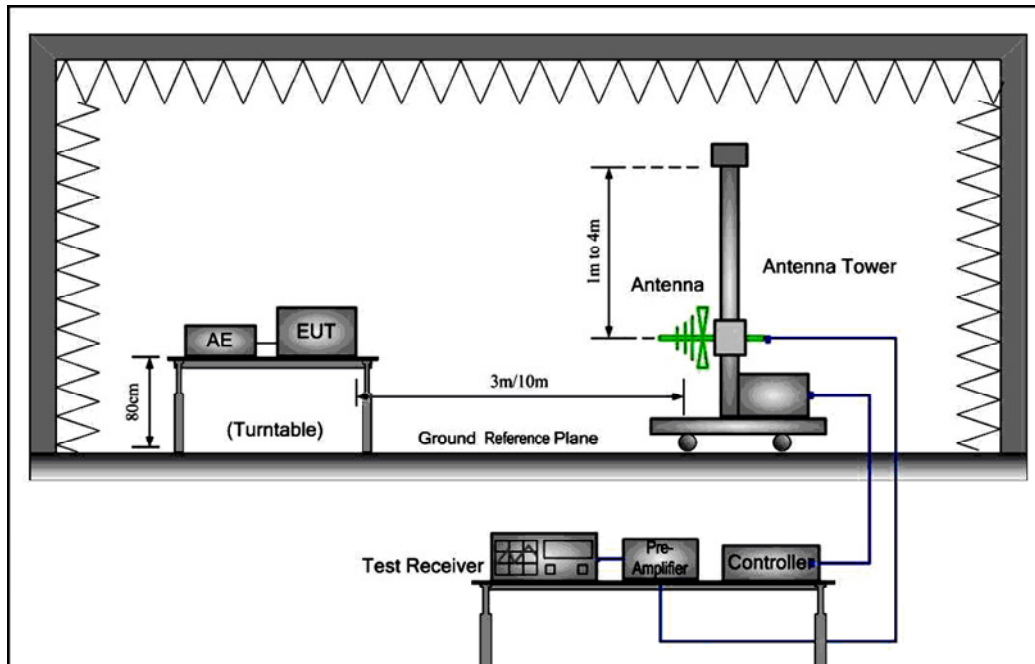 1m to 4m
Antenna Tower
Antenna
AE
EUT
3m/10m
80cm
(Turntable)
Ground Reference Plane
Test Receiver
Pre-
Amplifier
Controller